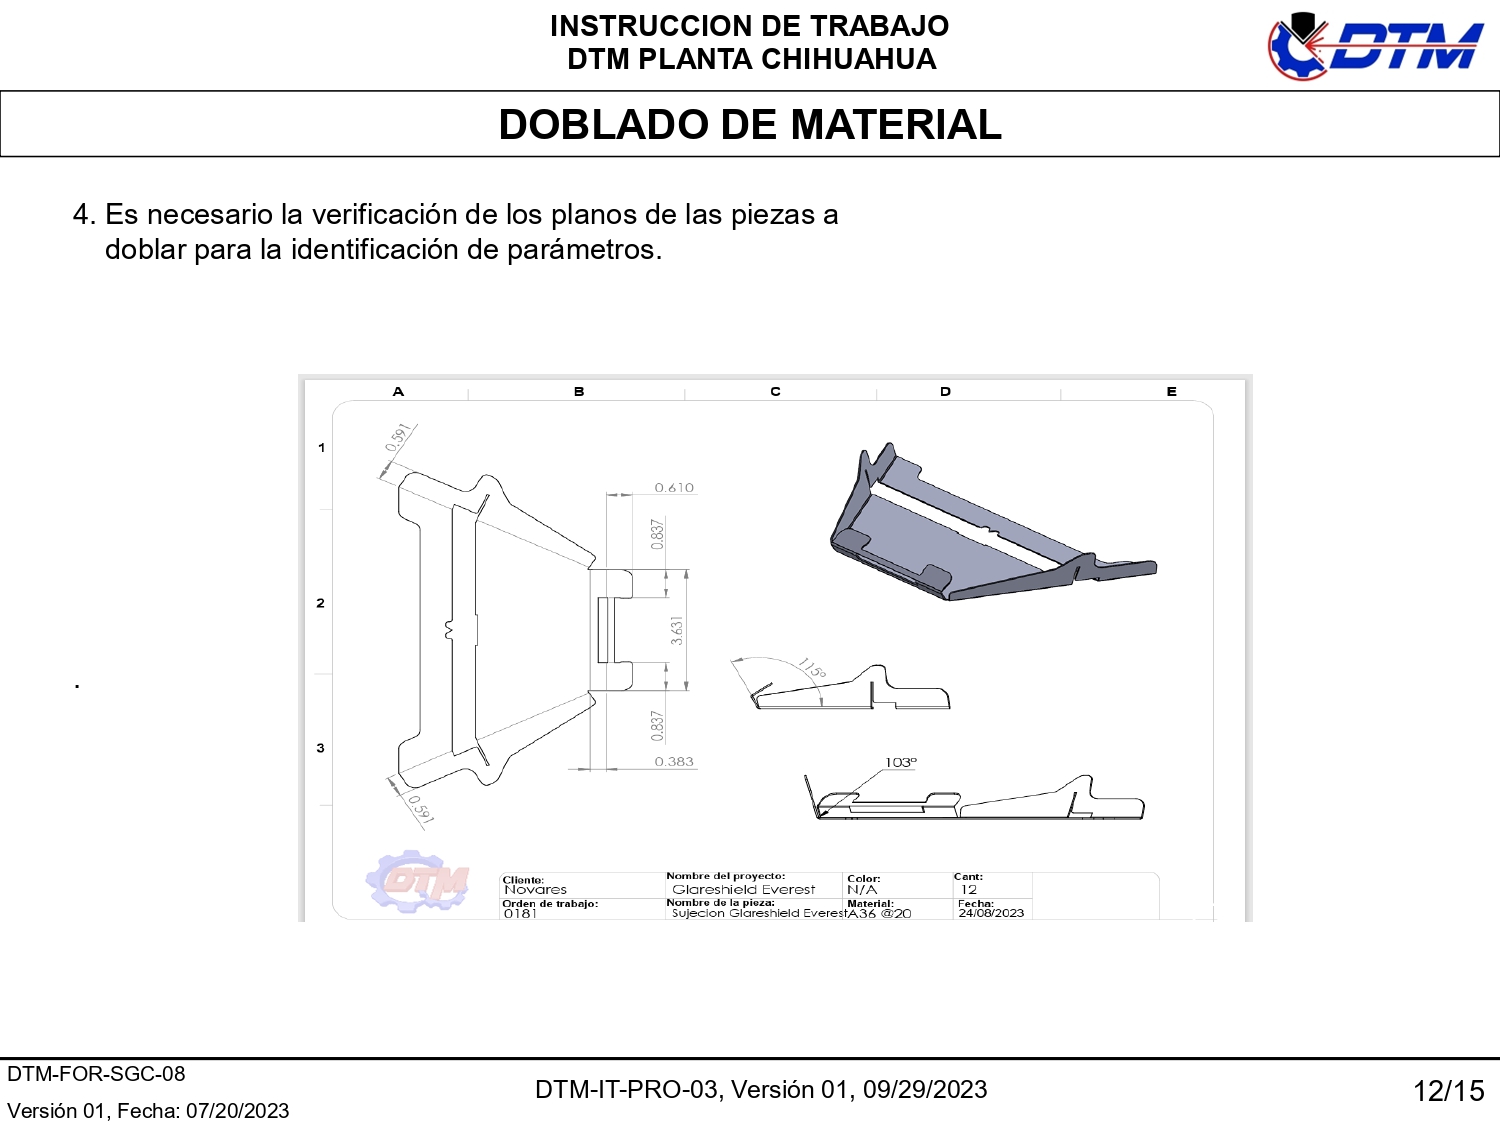 INSTRUCCION DE TRABAJO
DTM PLANTA CHIHUAHUA
DTM
DOBLADO DE MATERIAL
4. Es necesario la verificación de los planos de las piezas a
doblar para la identificación de parámetros.
.
A B C D E
1
2
3
0.591
0.610
0.837
3.631
0.837
0.383
0.591
115°
103°
DTM
Cliente: Nombre del proyecto: Color: Cant:
Novares Glareshield Everest N/A 12
Orden de trabajo: Nombre de la pieza: Material: Fecha:
0181 Sujecion Glareshield Everest A36 @20 24/08/2023
DTM-FOR-SGC-08
Versión 01, Fecha: 07/20/2023
DTM-IT-PRO-03, Versión 01, 09/29/2023
12/15